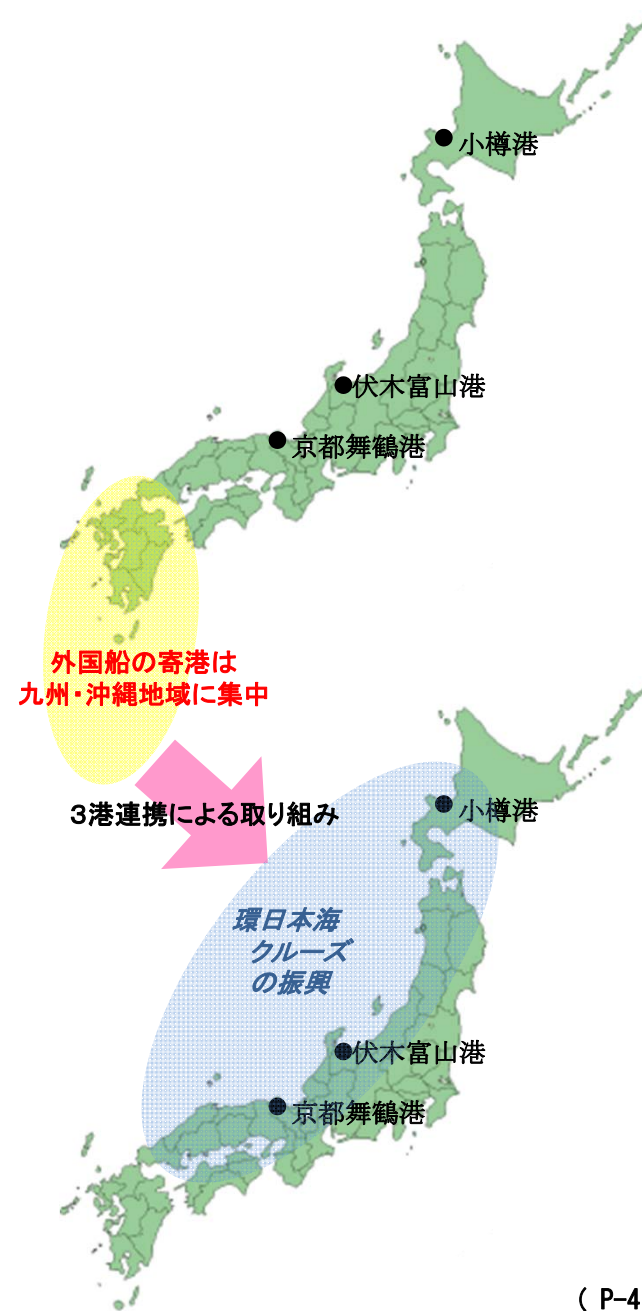 小樽港
伏木富山港
京都舞鶴港
外国船の寄港は
九州・沖縄地域に集中
3港連携による取り組み
小樽港
環日本海
クルーズ
の振興
伏木富山港
京都舞鶴港
( P-4